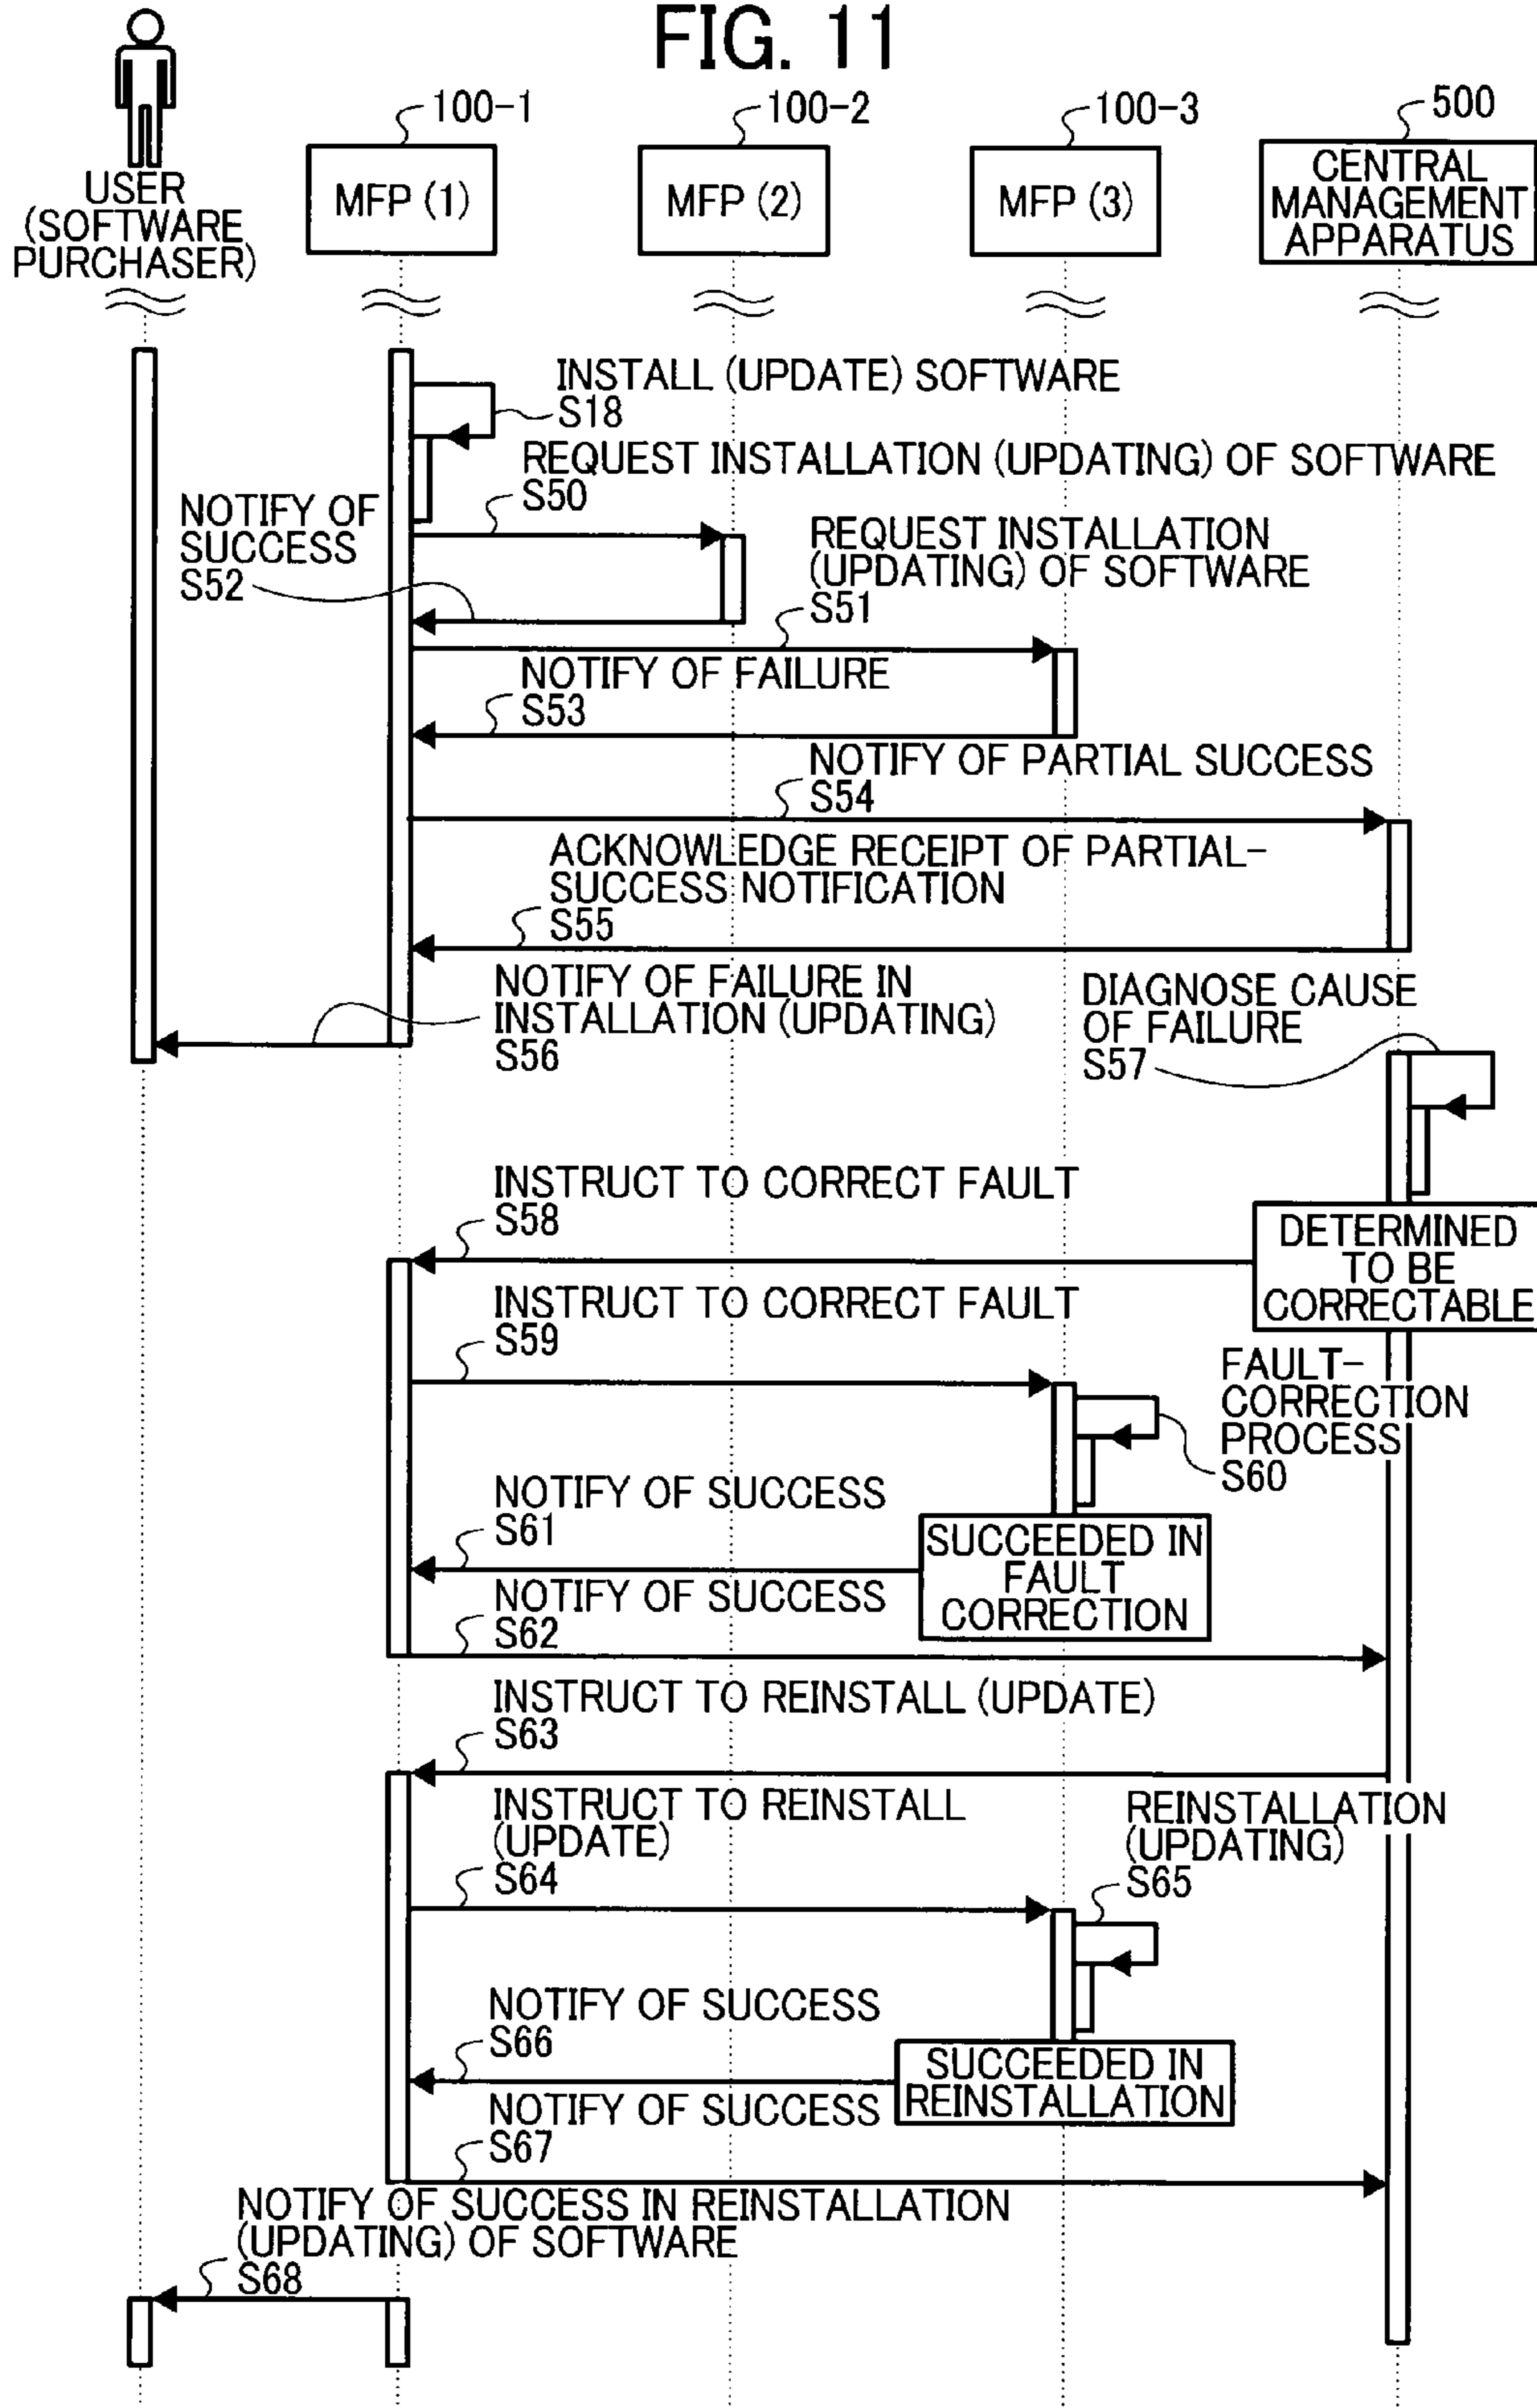 FIG. 11
100-1
100-2
100-3
500
USER
(SOFTWARE
PURCHASER)
MFP (1)
MFP (2)
MFP (3)
CENTRAL
MANAGEMENT
APPARATUS
INSTALL (UPDATE) SOFTWARE
S18
REQUEST INSTALLATION (UPDATING) OF SOFTWARE
S50
NOTIFY OF
SUCCESS
S52
REQUEST INSTALLATION
(UPDATING) OF SOFTWARE
S51
NOTIFY OF FAILURE
S53
NOTIFY OF PARTIAL SUCCESS
S54
ACKNOWLEDGE RECEIPT OF PARTIAL-
SUCCESS NOTIFICATION
S55
NOTIFY OF FAILURE IN
INSTALLATION (UPDATING)
S56
DIAGNOSE CAUSE
OF FAILURE
S57
INSTRUCT TO CORRECT FAULT
S58
DETERMINED
TO BE
CORRECTABLE
INSTRUCT TO CORRECT FAULT
S59
FAULT-
CORRECTION
PROCESS
S60
NOTIFY OF SUCCESS
S61
SUCCEEDED IN
FAULT
CORRECTION
NOTIFY OF SUCCESS
S62
INSTRUCT TO REINSTALL (UPDATE)
S63
INSTRUCT TO REINSTALL
(UPDATE)
S64
REINSTALLATION
(UPDATING)
S65
NOTIFY OF SUCCESS
S66
SUCCEEDED IN
REINSTALLATION
NOTIFY OF SUCCESS
S67
NOTIFY OF SUCCESS IN REINSTALLATION
(UPDATING) OF SOFTWARE
S68